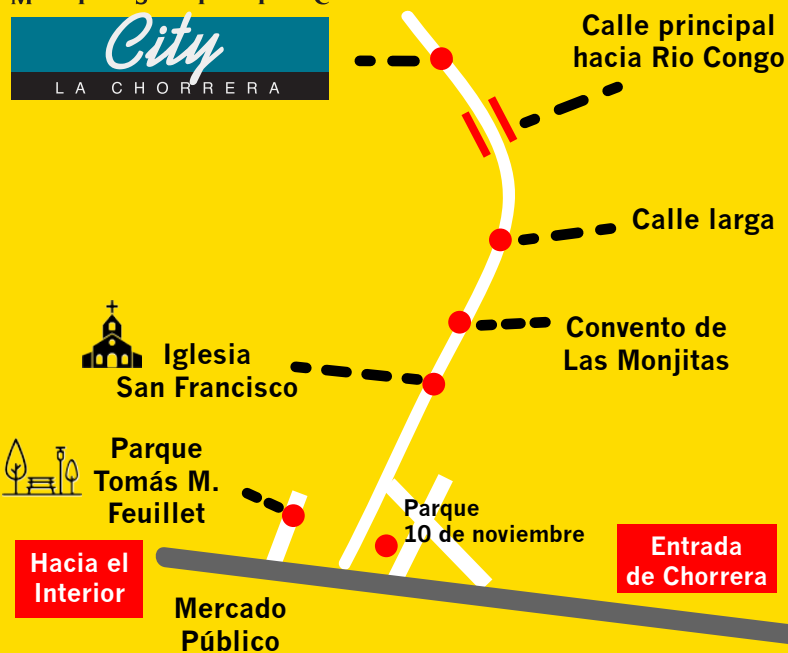 City
LA CHORRERA
Calle principal
hacia Rio Congo
Calle larga
Convento de
Las Monjitas
Iglesia
San Francisco
Parque
Tomás M.
Feuillet
Parque
10 de noviembre
Hacia el
Interior
Entrada
de Chorrera
Mercado
Público